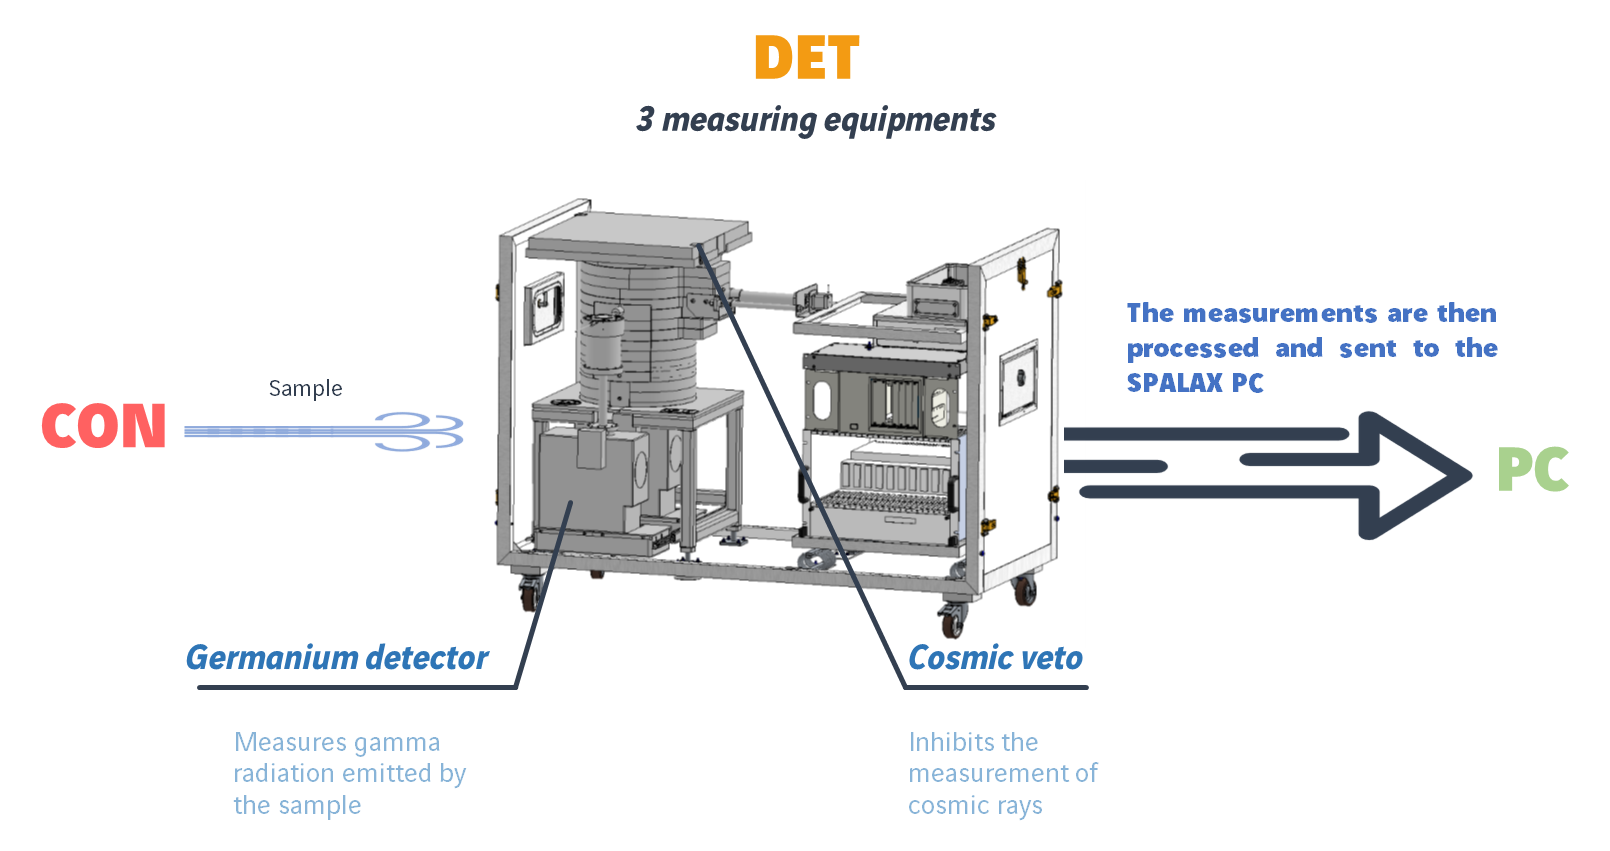 DET
3 measuring equipments
The measurements are then
processed and sent to the
SPALAX PC
Sample
CON
PC
Germanium detector
Measures gamma
radiation emitted by
the sample
Cosmic veto
Inhibits the
measurement of
cosmic rays